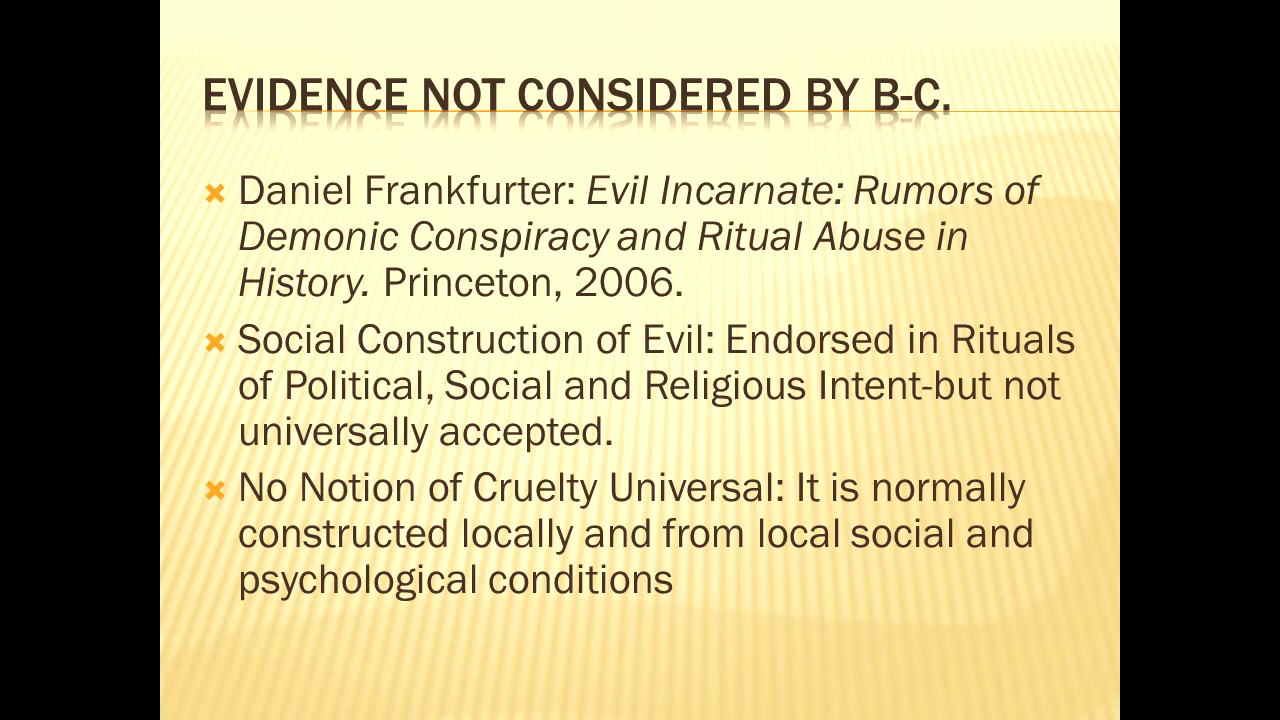 EVIDENCE NOT CONSIDERED BY B-C.
Daniel Frankfurter: Evil Incarnate: Rumors of
Demonic Conspiracy and Ritual Abuse in
History. Princeton, 2006.
Social Construction of Evil: Endorsed in Rituals
of Political, Social and Religious Intent-but not
universally accepted.
No Notion of Cruelty Universal: It is normally
constructed locally and from local social and
psychological conditions